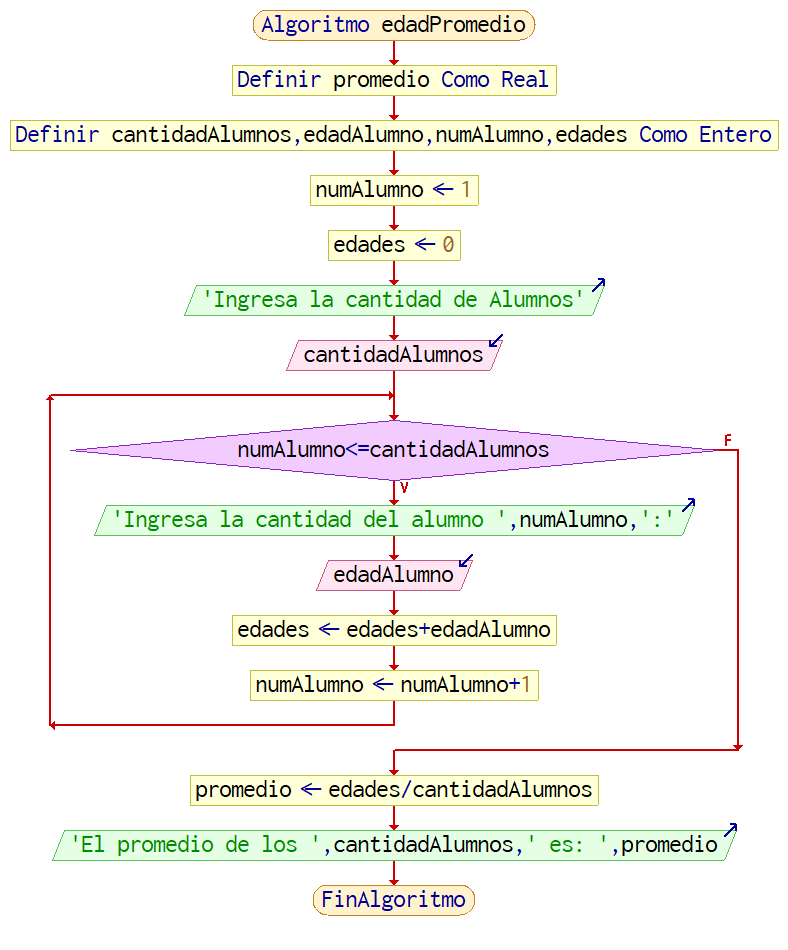 Algoritmo edadPromedio
Definir promedio Como Real
Definir cantidadAlumnos,edadAlumno,numAlumno,edades Como Entero
numAlumno ← 1
edades ← 0
'Ingresa la cantidad de Alumnos'
cantidadAlumnos
numAlumno<=cantidadAlumnos
F
V
'Ingresa la cantidad del alumno ',numAlumno,':'
edadAlumno
edades ← edades+edadAlumno
numAlumno ← numAlumno+1
promedio ← edades/cantidadAlumnos
'El promedio de los ',cantidadAlumnos,' es: ',promedio
FinAlgoritmo